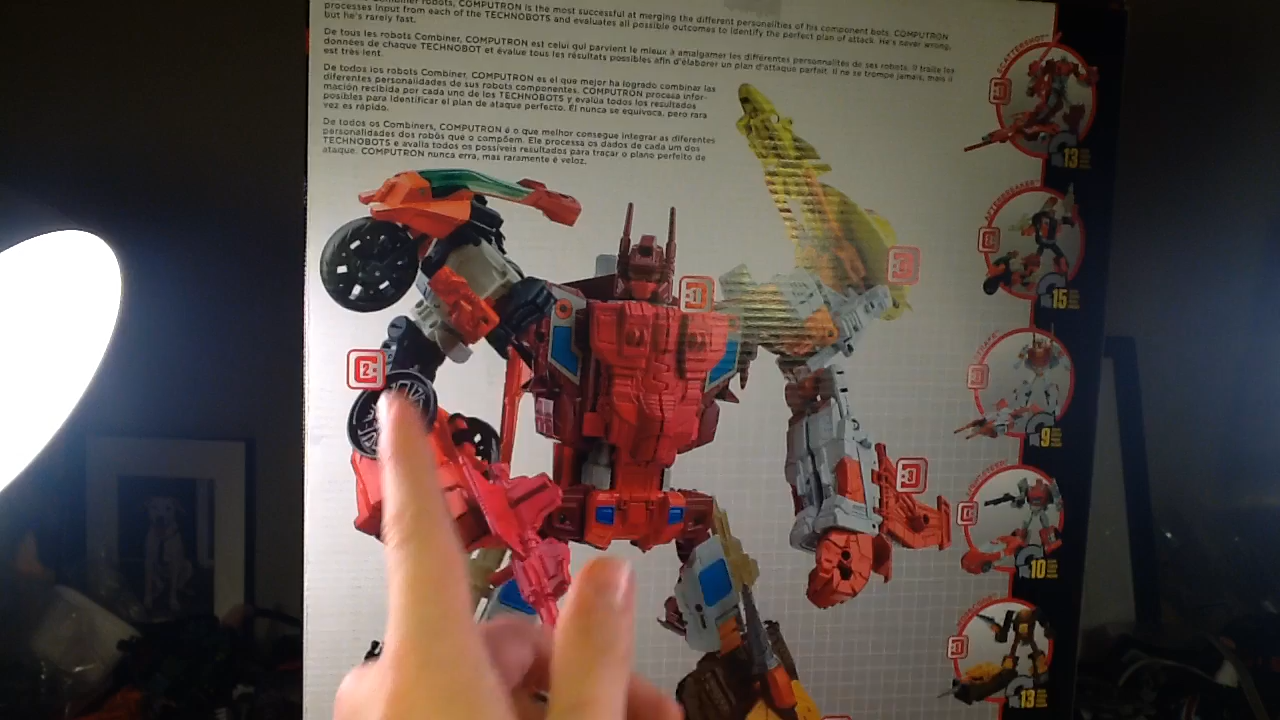 Combiner robots, COMPUTRON is the most successful at merging the different personalities of his component bots. COMPUTRON
processes input from each of the TECHNOBOTS and evaluates all possible outcomes to identify the perfect plan of attack. He's never wrong,
but he's rarely fast.
De tous les robots Combiner, COMPUTRON est celui qui parvient le mieux à amalgamer les différentes personnalités de ses robots. Il traite les
données de chaque TECHNOBOT et évalue tous les résultats possibles afin d'élaborer un plan d'attaque parfait. Il ne se trompe jamais, mais il
est très lent.
De todos los robots Combiner, COMPUTRON es el que mejor ha logrado combinar las
diferentes personalidades de sus robots componentes. COMPUTRON procesa infor-
mación recibida por cada uno de los TECHNOBOTS y evalúa todos los resultados
posibles para identificar el plan de ataque perfecto. Él nunca se equivoca, pero rara
vez es rápido.
De todos os Combiners, COMPUTRON é o que melhor consegue integrar as diferentes
personalidades dos robôs que o compõem. Ele processa os dados de cada um dos
TECHNOBOTS e avalia todos os possíveis resultados para traçar o plano perfeito de
ataque. COMPUTRON nunca erra, mas raramente é veloz.
SCATTERSHOT
13
AFTERBREAKER
15
9
10
13
1
2
3